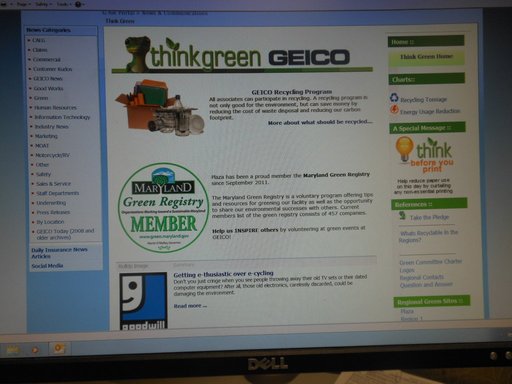 Page Safety Tools
Think Green
News Categories
CAEG
Claims
Commercial
Customer Kudos
GEICO News
Good Works
Green
Human Resources
Information Technology
Industry News
Marketing
MOAT
Motorcycle/RV
Other
Safety
Sales & Service
Staff Departments
Underwriting
Press Releases
By Location
GEICO Today (2008 and
older archives)
Daily Insurance News
Articles
Social Media
thinkgreen GEICO
GEICO Recycling Program
All associates can participate in recycling. A recycling program is
not only good for the environment, but can save money by
reducing the cost of waste disposal and reducing our carbon
footprint.
More about what should be recycled...
MARYLAND
Green Registry
Organizations Working toward a Sustainable Maryland
MEMBER
www.green.maryland.gov
Plaza has been a proud member the Maryland Green Registry
since September 2011.
The Maryland Green Registry is a voluntary program offering tips
and resources for greening our facility as well as the opportunity
to share our environmental successes with others. Current
members list of the green registry consists of 457 companies.
Help us INSPIRE others by volunteering at green events at
GEICO!
Rollup Image
Summary
Getting e-thusiastic over e-cycling
Don't you just cringe when you see people throwing away their old TV sets or their dated
computer equipment? After all, those old electronics, carelessly discarded, could be
damaging the environment.
Read more ...
goodwill
Home ::
Think Green Home
Charts::
Recycling Tonnage
Energy Usage Reduction
A Special Message ::
think
before you
print
Help reduce paper use
on this day by curtailing
any non-essential printing
References ::
Take the Pledge
Whats Recyclable in the
Regions?
Green Committee Charter
Logos
Regional Contacts
Question and Answer
Regional Green Sites ::
Plaza
Region 1
DELL